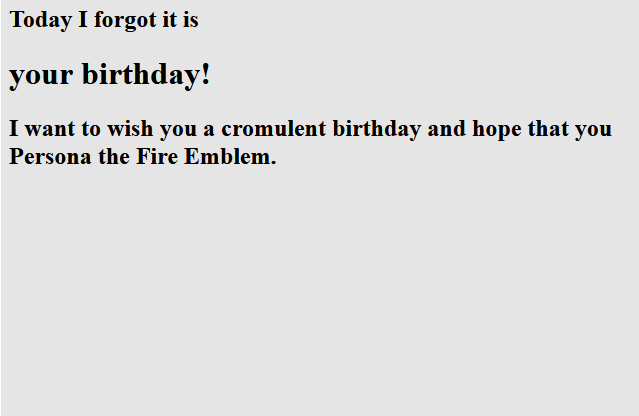 Today I forgot it is
your birthday!
I want to wish you a cromulent birthday and hope that you
Persona the Fire Emblem.